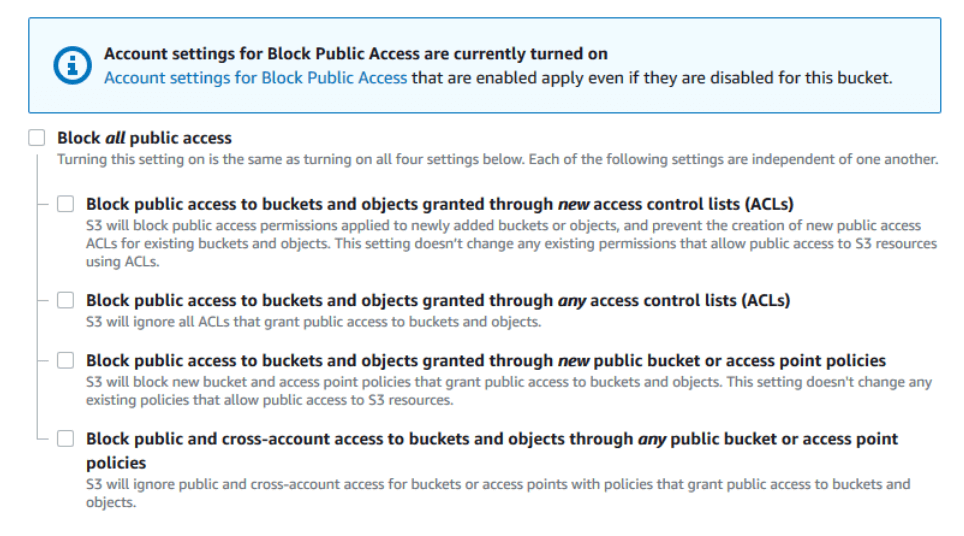 Account settings for Block Public Access are currently turned on
Account settings for Block Public Access that are enabled apply even if they are disabled for this bucket.
Block all public access
Turning this setting on is the same as turning on all four settings below. Each of the following settings are independent of one another.
Block public access to buckets and objects granted through new access control lists (ACLs)
S3 will block public access permissions applied to newly added buckets or objects, and prevent the creation of new public access
ACLs for existing buckets and objects. This setting doesn't change any existing permissions that allow public access to S3 resources
using ACLs.
Block public access to buckets and objects granted through any access control lists (ACLs)
S3 will ignore all ACLs that grant public access to buckets and objects.
Block public access to buckets and objects granted through new public bucket or access point policies
S3 will block new bucket and access point policies that grant public access to buckets and objects. This setting doesn't change any
existing policies that allow public access to S3 resources.
Block public and cross-account access to buckets and objects through any public bucket or access point
policies
S3 will ignore public and cross-account access for buckets or access points with policies that grant public access to buckets and
objects.